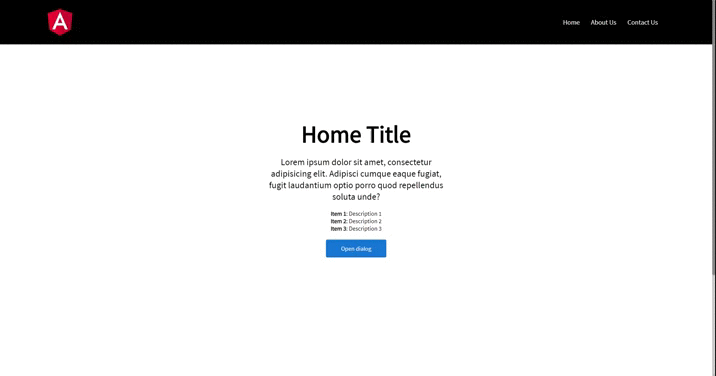 A
Home About Us Contact Us
Home Title
Lorem ipsum dolor sit amet, consectetur
adipisicing elit. Adipisci cumque eaque fugiat,
fugit laudantium optio porro quod repellendus
soluta unde?
Item 1: Description 1
Item 2: Description 2
Item 3: Description 3
Open dialog